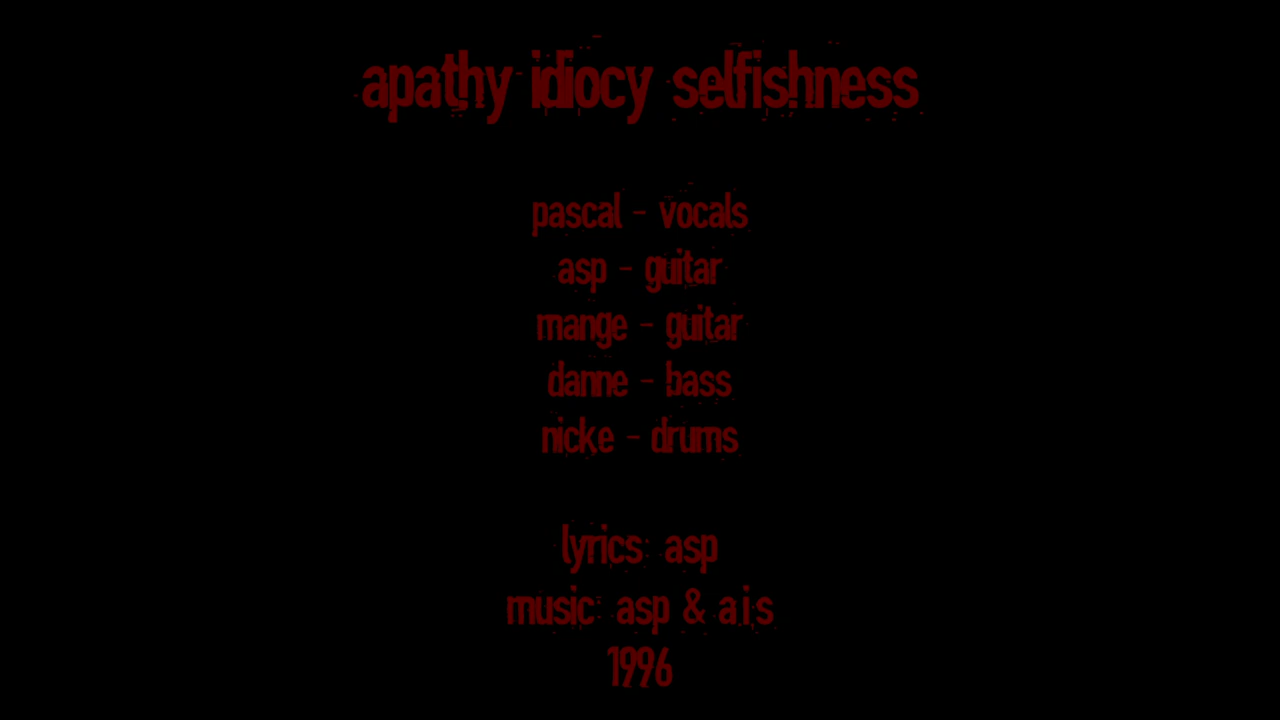 apathy idiocy selfishness
pascal - vocals
asp - guitar
mange - guitar
danne - bass
nicke - drums
lyrics: asp
music: asp & a.i.s
1996